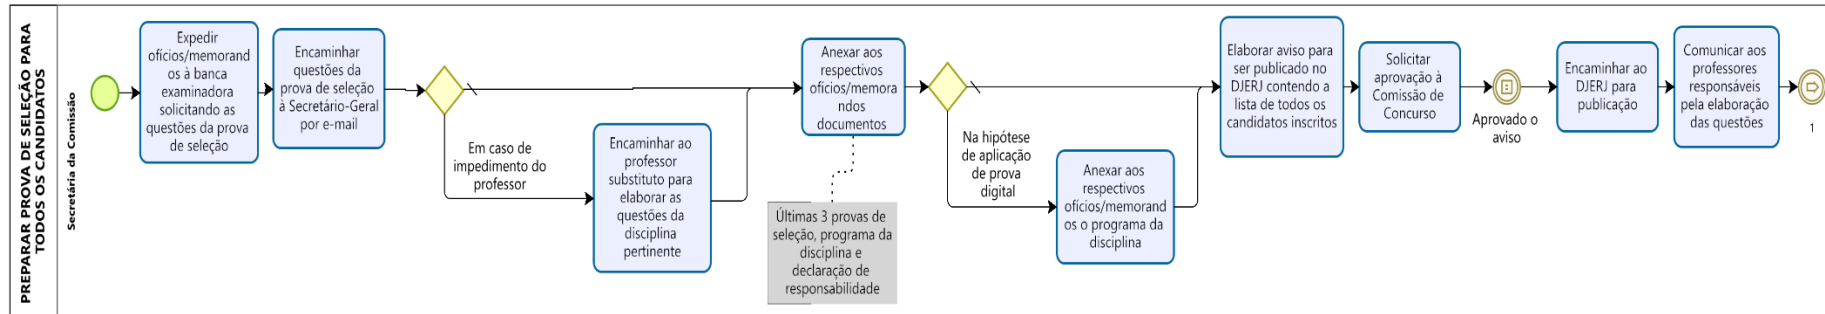 PREPARAR PROVA DE SELEÇÃO PARA
TODOS OS CANDIDATOS
Secretária da Comissão
Expedir
ofícios/memorand
os à banca
examinadora
solicitando as
questões da prova
de seleção
Encaminhar
questões da
prova de seleção
à Secretário-Geral
por e-mail
Em caso de
impedimento do
professor
Encaminhar ao
professor
substituto para
elaborar as
questões da
disciplina
pertinente
Anexar aos
respectivos
ofícios/memora
ndos
documentos
Últimas 3 provas de
seleção, programa da
disciplina e
declaração de
responsabilidade
Na hipótese
de aplicação
de prova
digital
Anexar aos
respectivos
ofícios/memorand
os o programa da
disciplina
Elaborar aviso para
ser publicado no
DJERJ contendo a
lista de todos os
candidatos inscritos
Solicitar
aprovação à
Comissão de
Concurso
Aprovado o
aviso
Encaminhar ao
DJERJ para
publicação
Comunicar aos
professores
responsáveis
pela elaboração
das questões
1